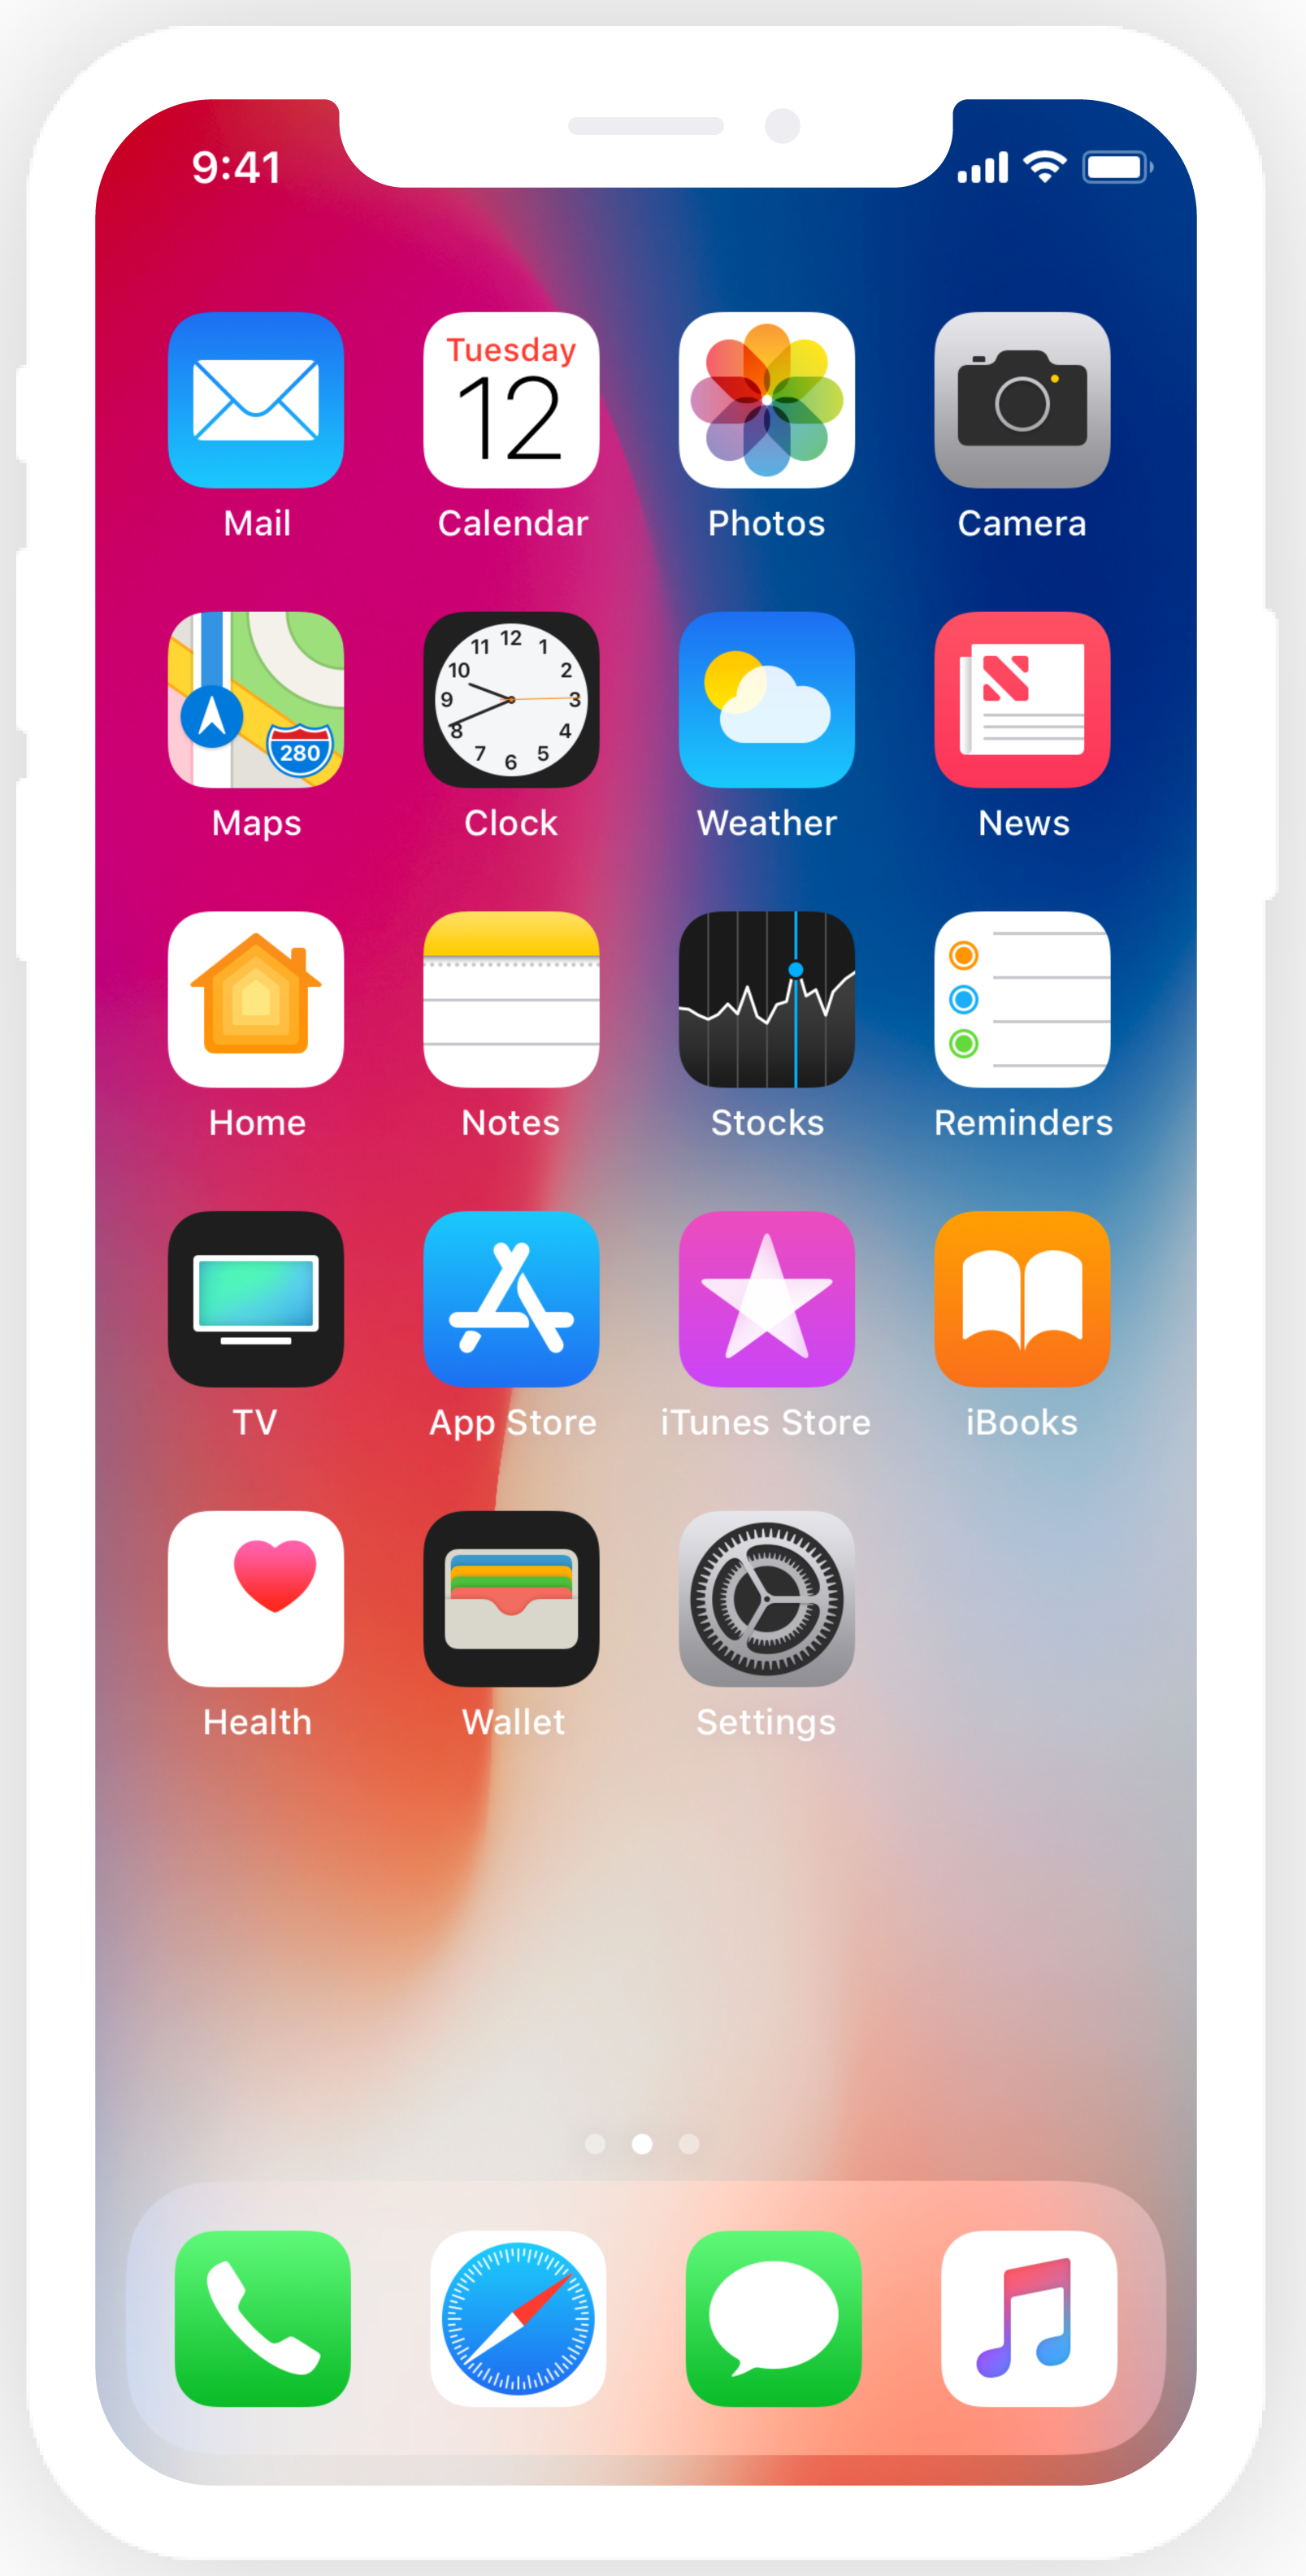 9:41
Tuesday
12
Mail Calendar Photos Camera
12
11 1
10 2
9 3
8 4
7 5
6
280
Maps Clock Weather News
Home Notes Stocks Reminders
TV App Store iTunes Store iBooks
Health Wallet Settings